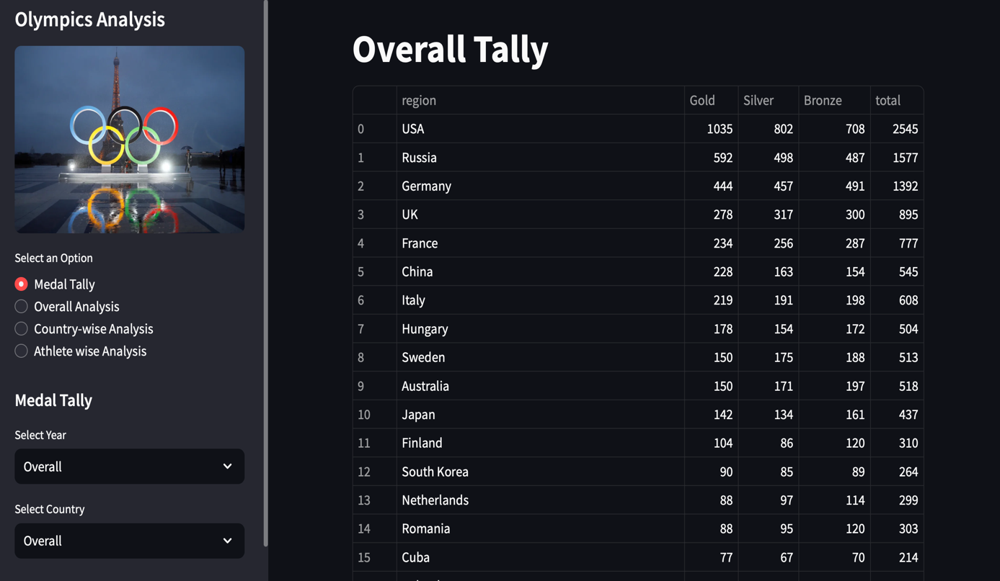 Olympics Analysis
Select an Option
Medal Tally
Overall Analysis
Country-wise Analysis
Athlete wise Analysis
Medal Tally
Select Year
Overall
Select Country
Overall
Overall Tally
region Gold Silver Bronze total
0 USA 1035 802 708 2545
1 Russia 592 498 487 1577
2 Germany 444 457 491 1392
3 UK 278 317 300 895
4 France 234 256 287 777
5 China 228 163 154 545
6 Italy 219 191 198 608
7 Hungary 178 154 172 504
8 Sweden 150 175 188 513
9 Australia 150 171 197 518
10 Japan 142 134 161 437
11 Finland 104 86 120 310
12 South Korea 90 85 89 264
13 Netherlands 88 97 114 299
14 Romania 88 95 120 303
15 Cuba 77 67 70 214